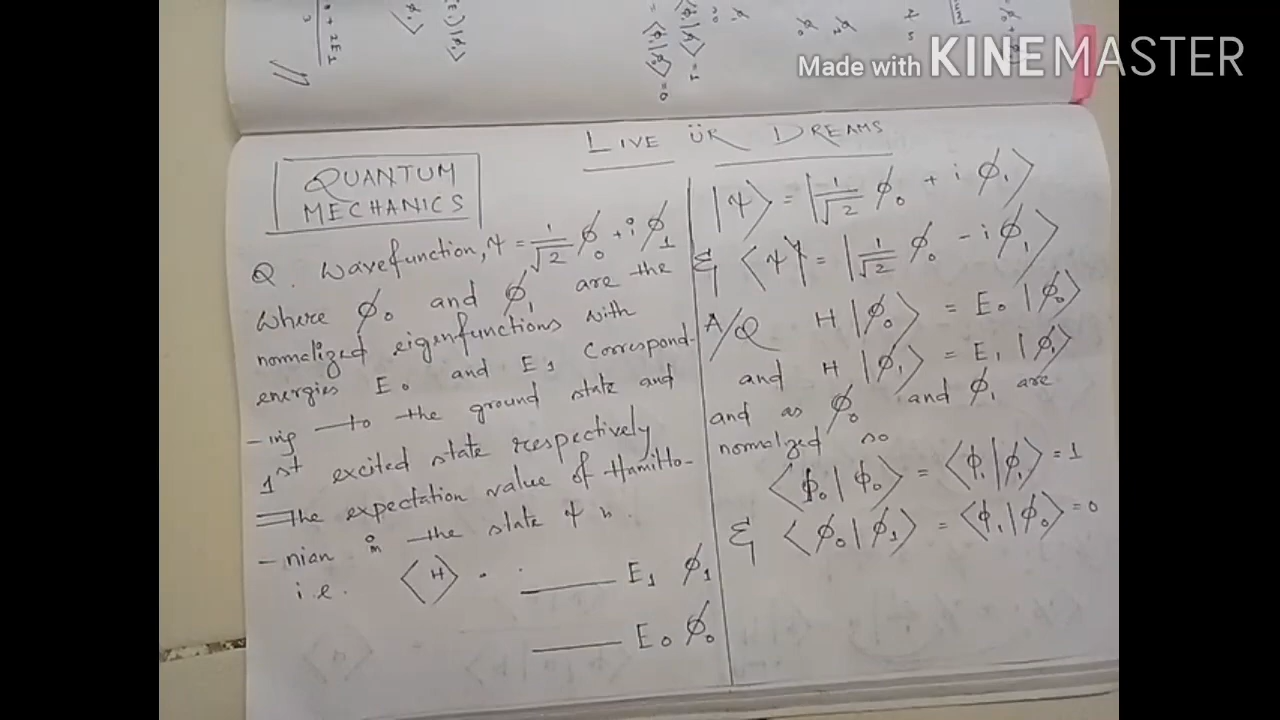 Made with KINEMASTER
LIVE ÜR DREAMS
QUANTUM
MECHANICS
Q. Wavefunction, ψ = 1/√2 ϕ₀ + i ϕ₁
where ϕ₀ and ϕ₁ are the
normalized eigenfunctions with
energies E₀ and E₁ correspond-
-ing to the ground state and
1st excited state respectively
The expectation value of Hamilto-
-nian in the state ψ is.
i.e. ⟨H⟩ -
E₁ ϕ₁
E₀ ϕ₀
|ψ⟩ = |1/√2 ϕ₀ + i ϕ₁⟩
& ⟨ψ| = |1/√2 ϕ₀ - i ϕ₁⟩
A/Q H |ϕ₀⟩ = E₀ |ϕ₀⟩
and H |ϕ₁⟩ = E₁ |ϕ₁⟩
and as ϕ₀ and ϕ₁ are
normalized so
⟨ϕ₀|ϕ₀⟩ = ⟨ϕ₁|ϕ₁⟩ = 1
& ⟨ϕ₀|ϕ₁⟩ = ⟨ϕ₁|ϕ₀⟩ = 0